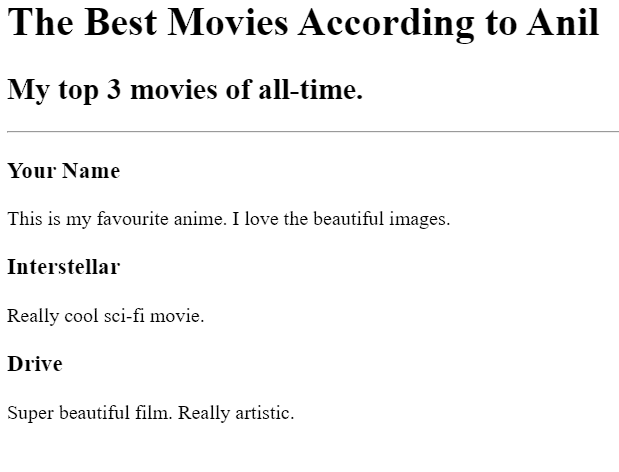 The Best Movies According to Anil
My top 3 movies of all-time.
Your Name
This is my favourite anime. I love the beautiful images.
Interstellar
Really cool sci-fi movie.
Drive
Super beautiful film. Really artistic.